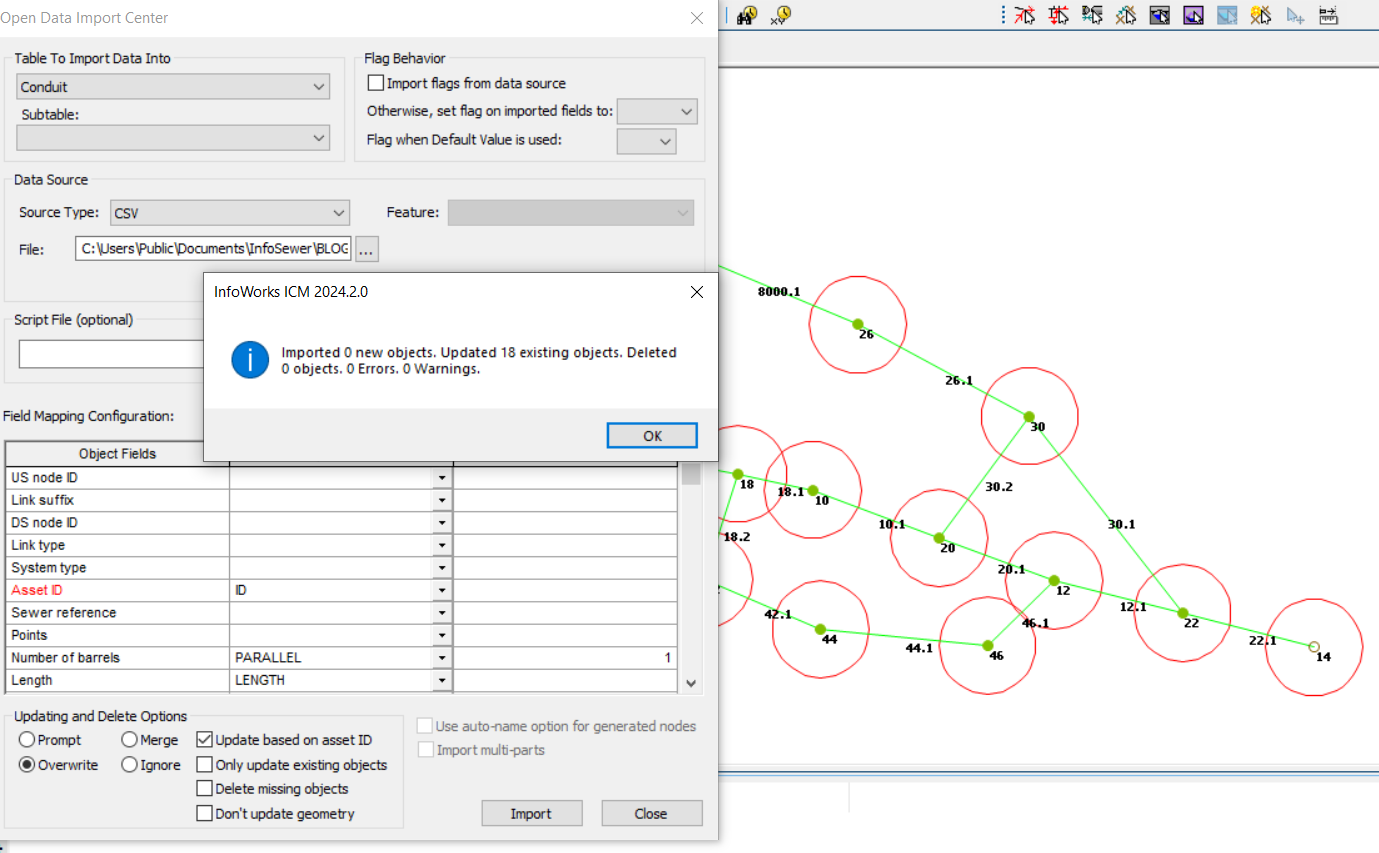 Open Data Import Center
Table To Import Data Into
Conduit
Subtable:
Flag Behavior
Import flags from data source
Otherwise, set flag on imported fields to:
Flag when Default Value is used:
Data Source
Source Type: CSV
Feature:
File: C:\Users\Public\Documents\InfoSewer\BLOG
...
Script File (optional)
InfoWorks ICM 2024.2.0
Imported 0 new objects. Updated 18 existing objects. Deleted
0 objects. 0 Errors. 0 Warnings.
OK
Field Mapping Configuration:
Object Fields
US node ID
Link suffix
DS node ID
Link type
System type
Asset ID ID
Sewer reference
Points
Number of barrels PARALLEL 1
Length LENGTH
Updating and Delete Options
Prompt Merge Update based on asset ID
Overwrite Ignore Only update existing objects
Delete missing objects
Don't update geometry
Use auto-name option for generated nodes
Import multi-parts
Import Close
8000.1
26
26.1
30
30.2
30.1
18
18.1
10
18.2
10.1
20
20.1
12
12.1
22
22.1
14
42.1
44
44.1
46
46.1